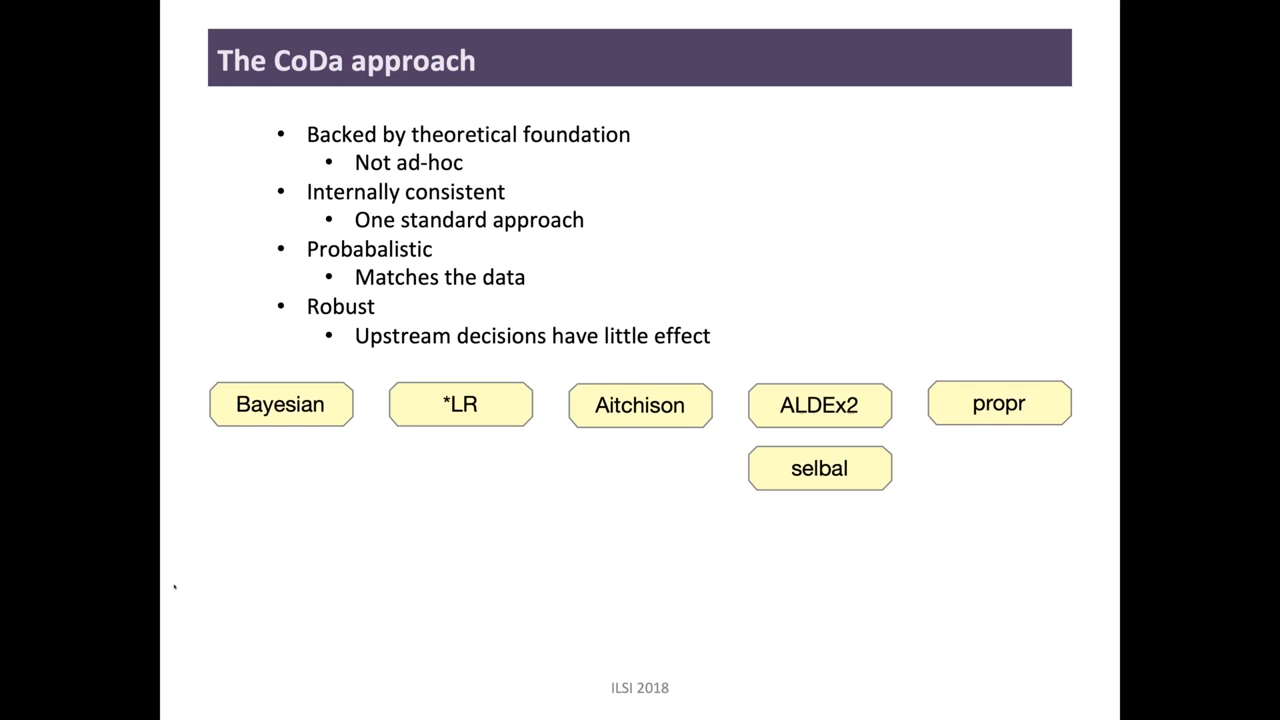 The CoDa approach
• Backed by theoretical foundation
• Not ad-hoc
• Internally consistent
• One standard approach
• Probabalistic
• Matches the data
• Robust
• Upstream decisions have little effect
Bayesian
*LR
Aitchison
ALDEx2
propr
selbal
ILSI 2018